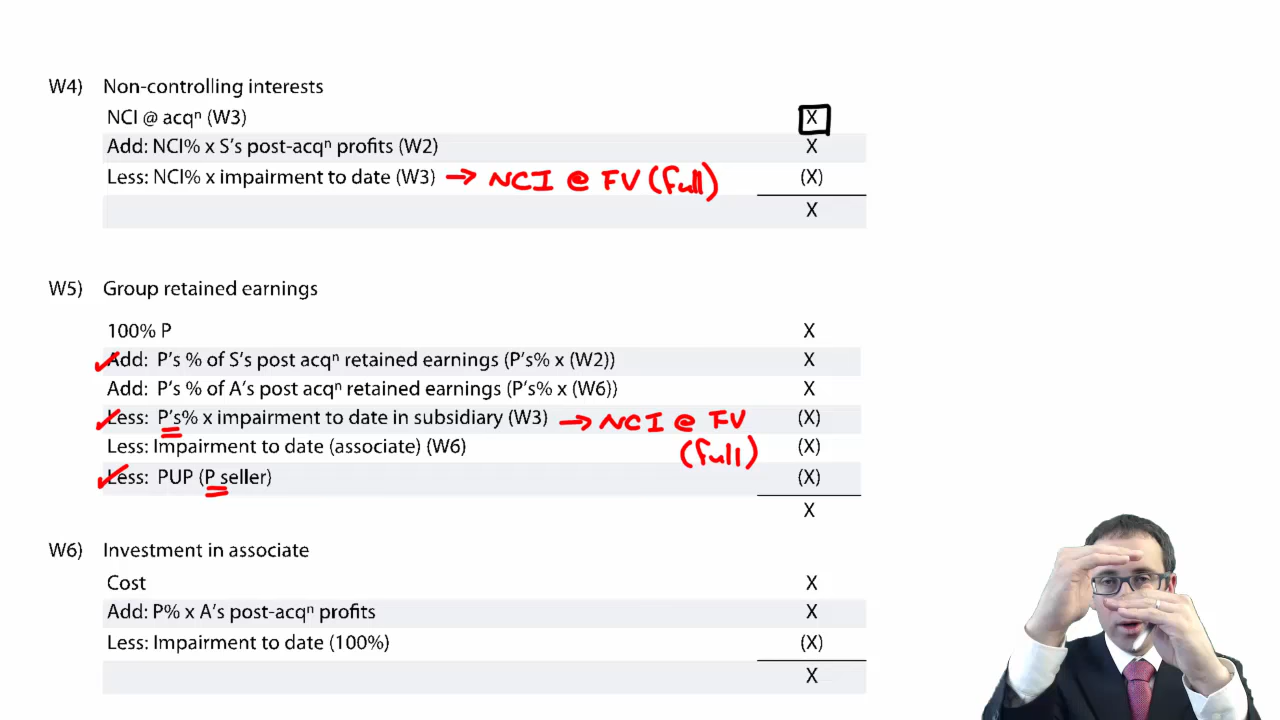 W4) Non-controlling interests
NCI @ acqⁿ (W3) X
Add: NCI% x S's post-acqⁿ profits (W2) X
Less: NCI% x impairment to date (W3) → NCI @ FV (full) (X)
X
W5) Group retained earnings
100% P X
Add: P's % of S's post acqⁿ retained earnings (P's% x (W2)) X
Add: P's % of A's post acqⁿ retained earnings (P's% x (W6)) X
Less: P's% x impairment to date in subsidiary (W3) → NCI @ FV (X)
Less: Impairment to date (associate) (W6) (full) (X)
Less: PUP (P seller) (X)
X
W6) Investment in associate
Cost X
Add: P% x A's post-acqⁿ profits X
Less: Impairment to date (100%) (X)
X